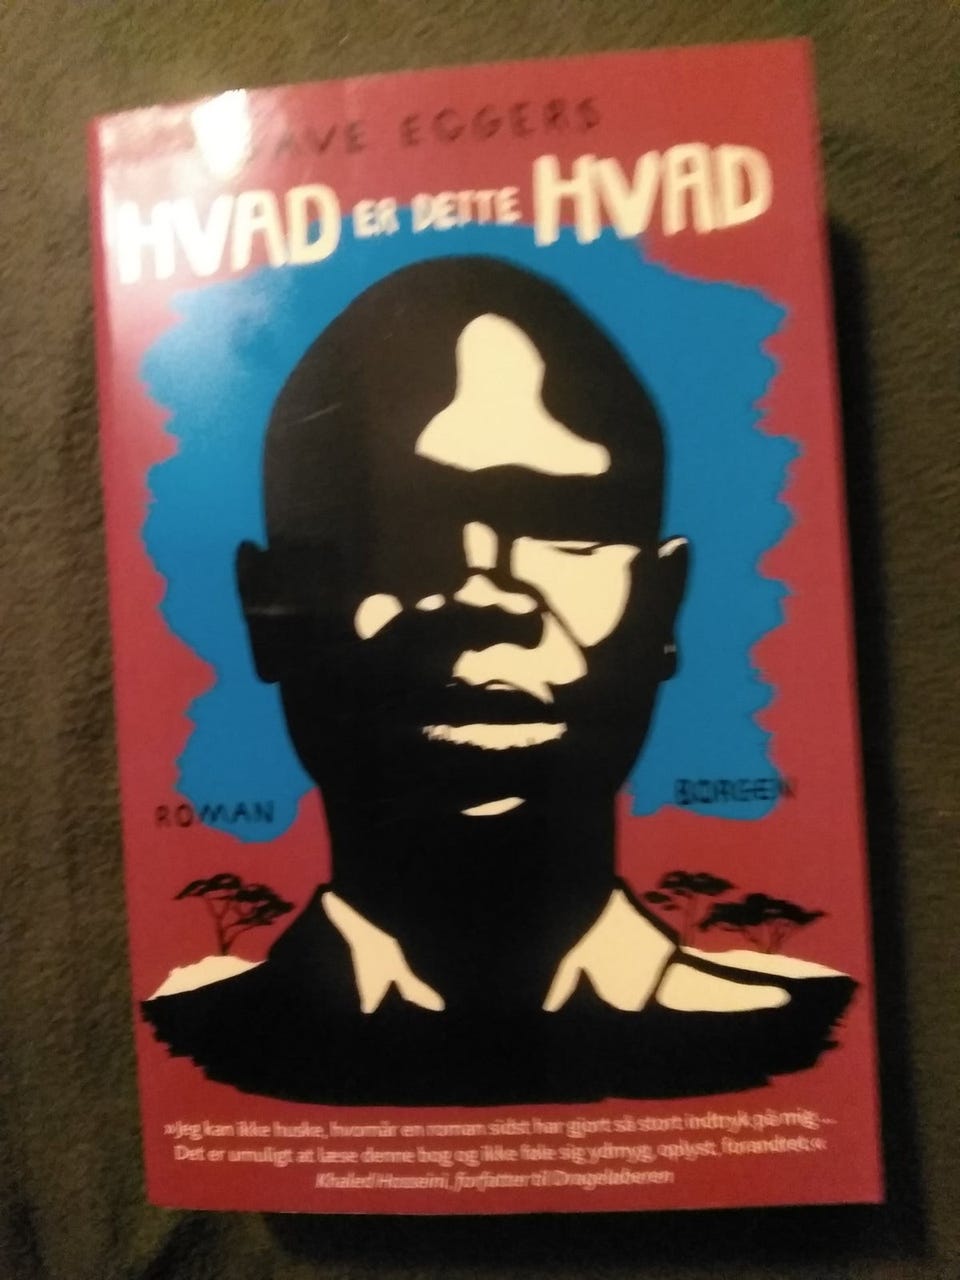 DAVE EGGERS
HVAD ER DETTE HVAD
ROMAN
BORGEN
»Jeg kan ikke huske, hvornår en roman sidst har gjort så stort indtryk på mig ...
Det er umuligt at læse denne bog og ikke føle sig ydmyg, oplyst, forandret.«
Khaled Hosseini, forfatter til Drageløberen